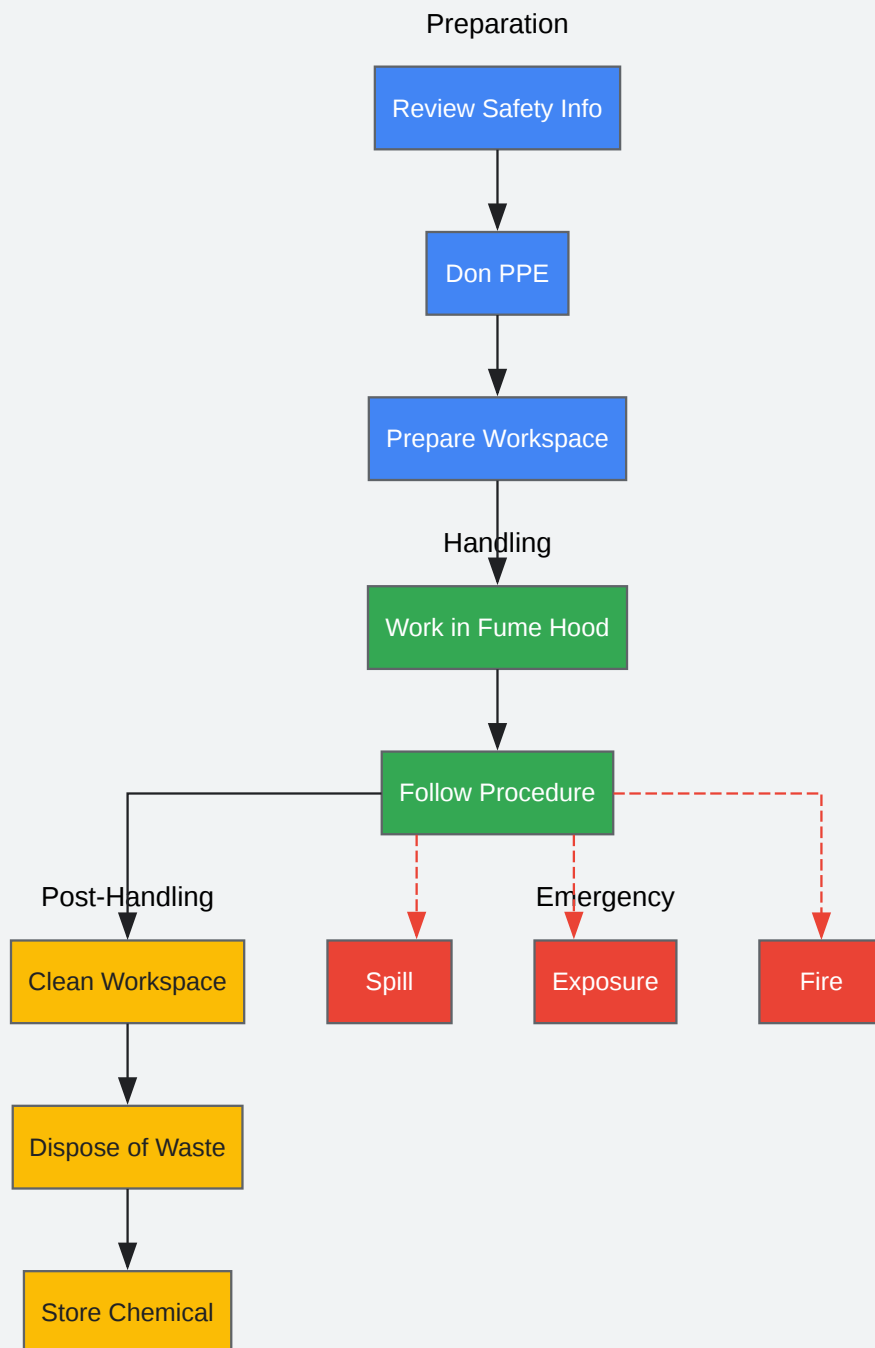 Preparation
Review Safety Info
Don PPE
Prepare Workspace
Handling
Work in Fume Hood
Follow Procedure
Post-Handling
Emergency
Clean Workspace
Spill
Exposure
Fire
Dispose of Waste
Store Chemical